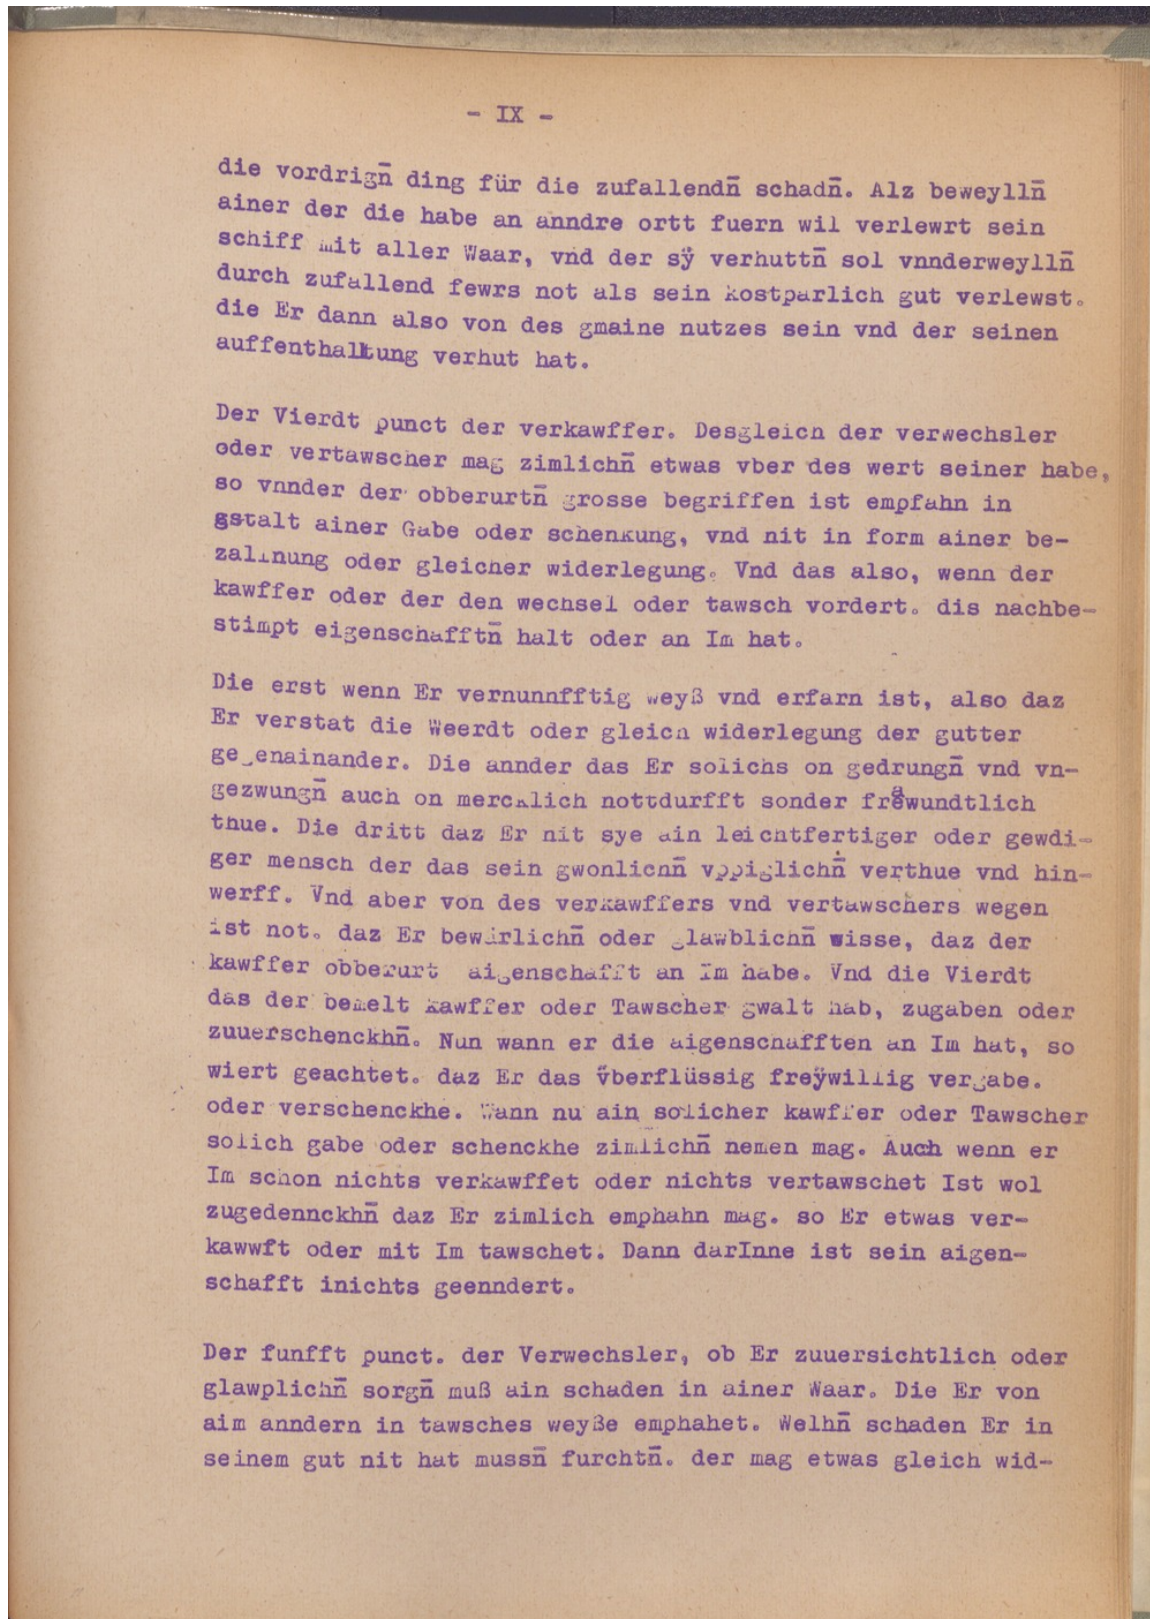 - IX -
die vordrign̄ ding für die zufallendn̄ schadn̄. Alz beweylln̄
ainer der die habe an anndre ortt fuern wil verlewrt sein
schiff mit aller Waar, vnd der sÿ verhuttn̄ sol vnnderweylln̄
durch zufallend fewrs not als sein kostparlich gut verlewst.
die Er dann also von des gmaine nutzes sein vnd der seinen
auffenthaltung verhut hat.
Der Vierdt punct der verkawffer. Desgleich der verwechsler
oder vertawscher mag zimlichn̄ etwas vber des wert seiner habe,
so vnnder der obberurtn̄ grosse begriffen ist empfahn in
gstalt ainer Gabe oder schenkung, vnd nit in form ainer be-
zallnung oder gleicher widerlegung. Vnd das also, wenn der
kawffer oder der den wechsel oder tawsch vordert. dis nachbe-
stimpt eigenschafftn̄ halt oder an Im hat.
Die erst wenn Er vernunnfftig weyß vnd erfarn ist, also daz
Er verstat die Weerdt oder gleich widerlegung der gutter
gegenainander. Die annder das Er solichs on gedrungn̄ vnd vn-
gezwungn̄ auch on mercklich nottdurfft sonder freͣwundtlich
thue. Die dritt daz Er nit sye ain leichtfertiger oder gewdi-
ger mensch der das sein gwonlichn̄ vppiglichn̄ verthue vnd hin-
werff. Vnd aber von des verkawffers vnd vertawschers wegen
ist not. daz Er bewärlichn̄ oder glawblichn̄ wisse, daz der
kawffer obberurt aigenschafft an Im habe. Vnd die Vierdt
das der bemelt kawffer oder Tawscher gwalt hab, zugaben oder
zuuerschenckhn̄. Nun wann er die aigenschafften an Im hat, so
wiert geachtet. daz Er das v̈berflüssig freÿwillig vergabe.
oder verschenckhe. Wann nu ain solicher kawffer oder Tawscher
solich gabe oder schenckhe zimlichn̄ nemen mag. Auch wenn er
Im schon nichts verkawffet oder nichts vertawschet Ist wol
zugedennckhn̄ daz Er zimlich emphahn mag. so Er etwas ver-
kawwft oder mit Im tawschet. Dann darInne ist sein aigen-
schafft inichts geenndert.
Der funfft punct. der Verwechsler, ob Er zuuersichtlich oder
glawplichn̄ sorgn̄ muß ain schaden in ainer Waar. Die Er von
aim anndern in tawsches weyße emphahet. Welhn̄ schaden Er in
seinem gut nit hat mussn̄ furchtn̄. der mag etwas gleich wid-